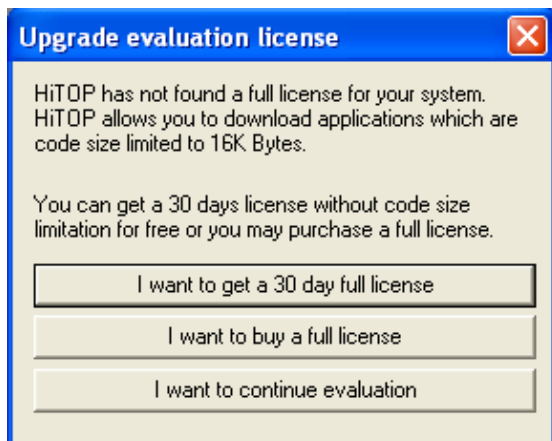 Upgrade evaluation license
HiTOP has not found a full license for your system.
HiTOP allows you to download applications which are
code size limited to 16K Bytes.
You can get a 30 days license without code size
limitation for free or you may purchase a full license.
I want to get a 30 day full license
I want to buy a full license
I want to continue evaluation